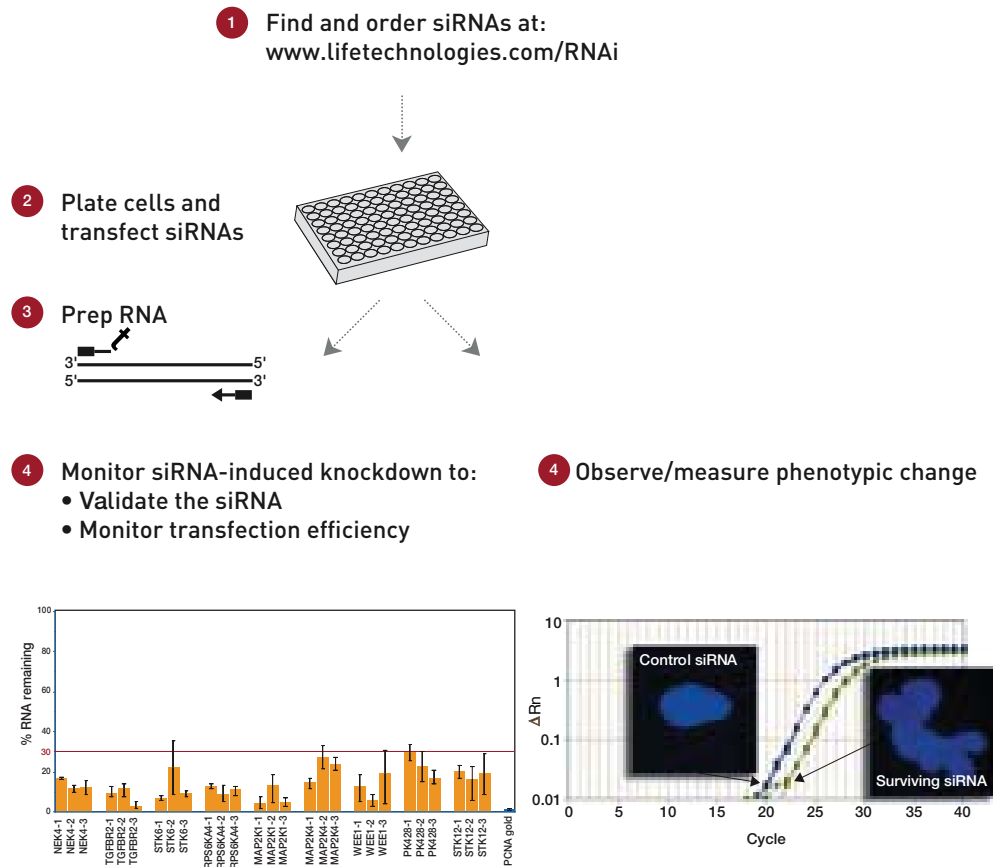 1 Find and order siRNAs at:
www.lifetechnologies.com/RNAi
2 Plate cells and
transfect siRNAs
3 Prep RNA
3' 5'
5' 3'
4 Monitor siRNA-induced knockdown to:
• Validate the siRNA
• Monitor transfection efficiency
4 Observe/measure phenotypic change
% RNA remaining
100
80
60
40
30
20
0
NEK4-1
NEK4-2
NEK4-3
TGFBR2-1
TGFBR2-2
TGFBR2-3
STK6-1
STK6-2
STK6-3
RPS6KA4-1
RPS6KA4-2
RPS6KA4-3
MAP2K1-1
MAP2K1-2
MAP2K1-3
MAP2K4-1
MAP2K4-2
MAP2K4-3
WEE1-1
WEE1-2
WEE1-3
PK428-1
PK428-2
PK428-3
STK12-1
STK12-2
STK12-3
PCNA gold
ΔRn
10
1
0.1
0.01
0 5 10 15 20 25 30 35 40
Control siRNA
Surviving siRNA
Cycle